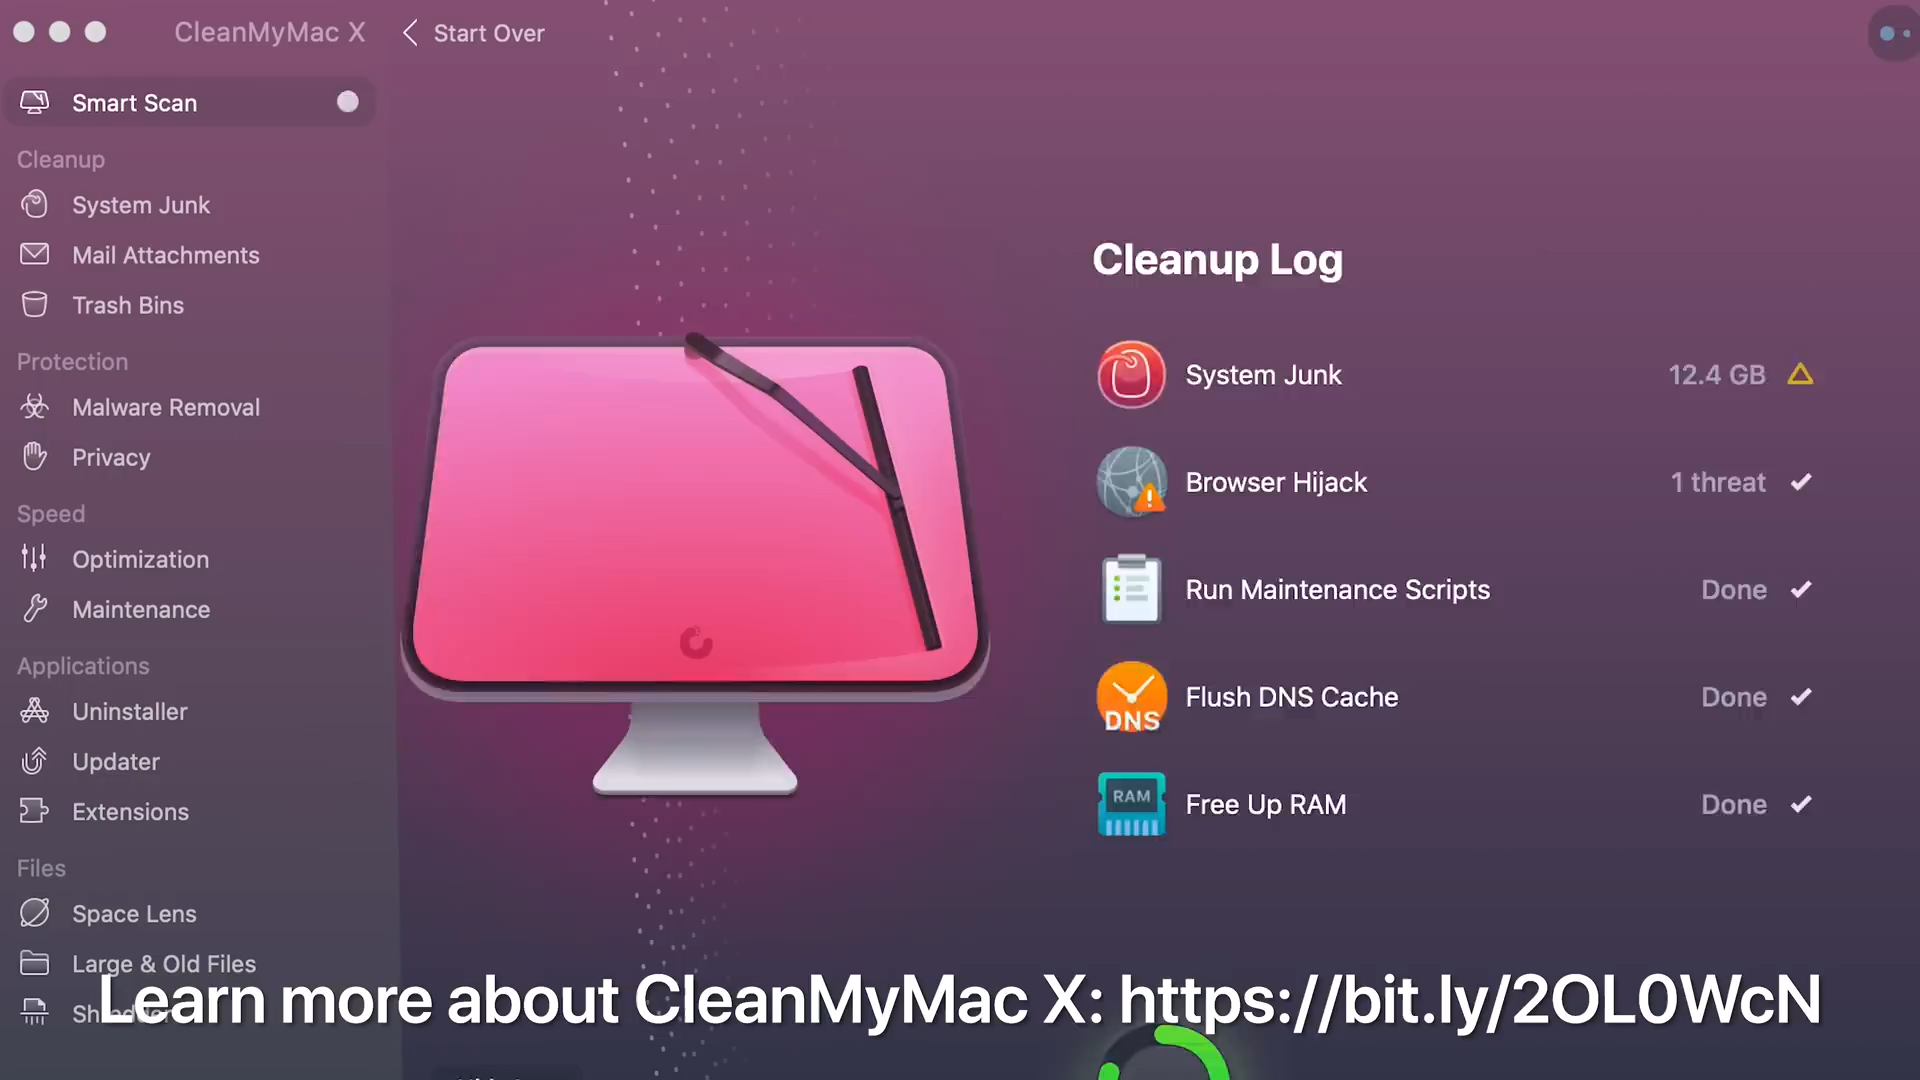 CleanMyMac X
Start Over
Smart Scan
Cleanup
System Junk
Mail Attachments
Trash Bins
Protection
Malware Removal
Privacy
Speed
Optimization
Maintenance
Applications
Uninstaller
Updater
Extensions
Files
Space Lens
Large & Old Files
Cleanup Log
System Junk 12.4 GB
Browser Hijack 1 threat
Run Maintenance Scripts Done
DNS
Flush DNS Cache Done
RAM
Free Up RAM Done
Learn more about CleanMyMac X: https://bit.ly/2OL0WcN